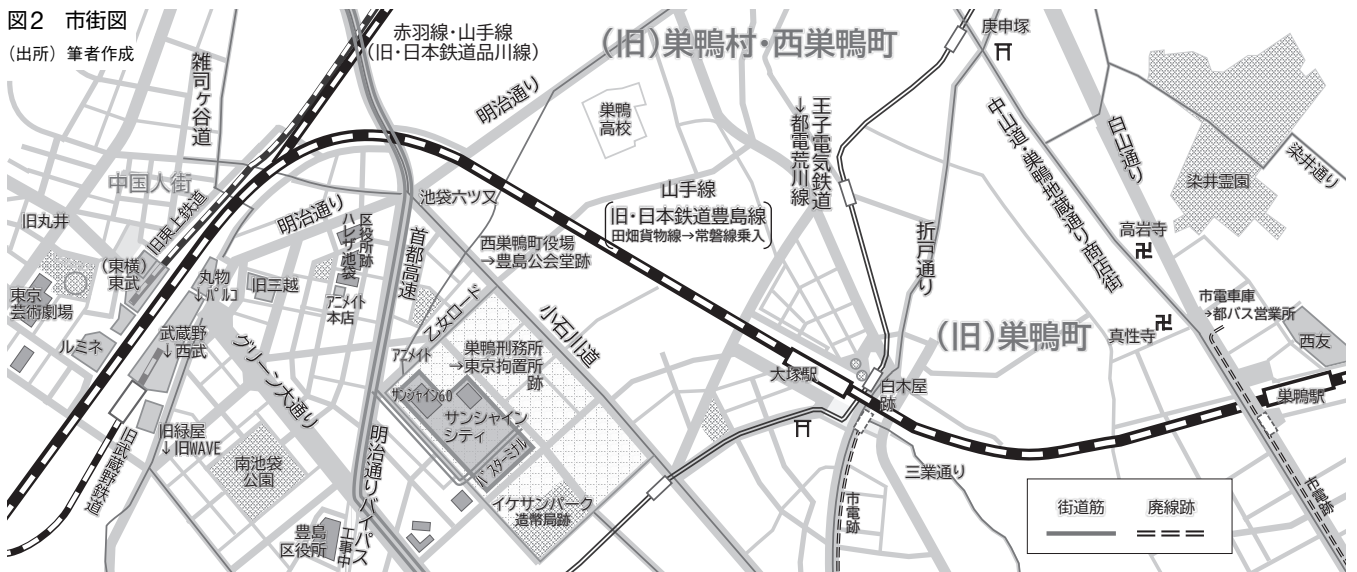 図2 市街図
(出所) 筆者作成
赤羽線・山手線
(旧・日本鉄道品川線)
(旧)巣鴨村・西巣鴨町
庚申塚
雑司ヶ谷道
明治通り
巣鴨
高校
王子電気鉄道
→都電荒川線
中山道・巣鴨地蔵通り商店街
白山通り
染井通り
染井霊園
中国人街
旧丸井
旧東上鉄道
明治通り
池袋六ツ又
山手線
旧・日本鉄道豊島線
田畑貨物線→常磐線乗入
折戸通り
高岩寺
区役所跡
ハレザ池袋
首都高速
西巣鴨町役場
→豊島公会堂跡
(東横)
東武
丸物
→パルコ
旧三越
アニメイト
本店
東京
芸術劇場
ルミネ
武蔵野
→西武
グリーン大通り
乙女ロード
小石川道
(旧)巣鴨町
市電車庫
→都バス営業所
真性寺
西友
アニメイト
巣鴨刑務所
→東京拘置所
跡
大塚駅
白木屋
跡
巣鴨駅
サンシャイン60
サンシャイン
シティ
バスターミナル
旧緑屋
↓旧WAVE
旧武蔵野鉄道
南池袋
公園
明治通りバイパス
工事中
イケサンパーク
造幣局跡
豊島
区役所
三業通り
市電跡
市電跡
街道筋
廃線跡